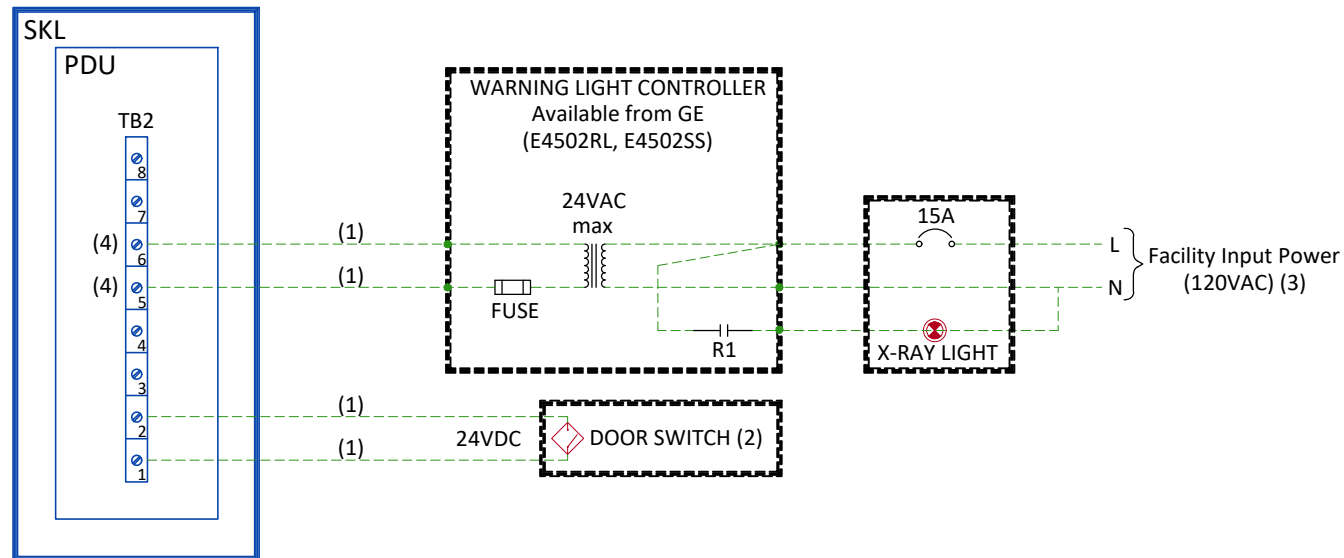 SKL
PDU
TB2
8
7
(4) 6 (1)
(4) 5 (1)
4
3
2 (1)
1 (1)
WARNING LIGHT CONTROLLER
Available from GE
(E4502RL, E4502SS)
24VAC
max
FUSE
R1
15A
X-RAY LIGHT
L
N
Facility Input Power
(120VAC) (3)
24VDC
DOOR SWITCH (2)